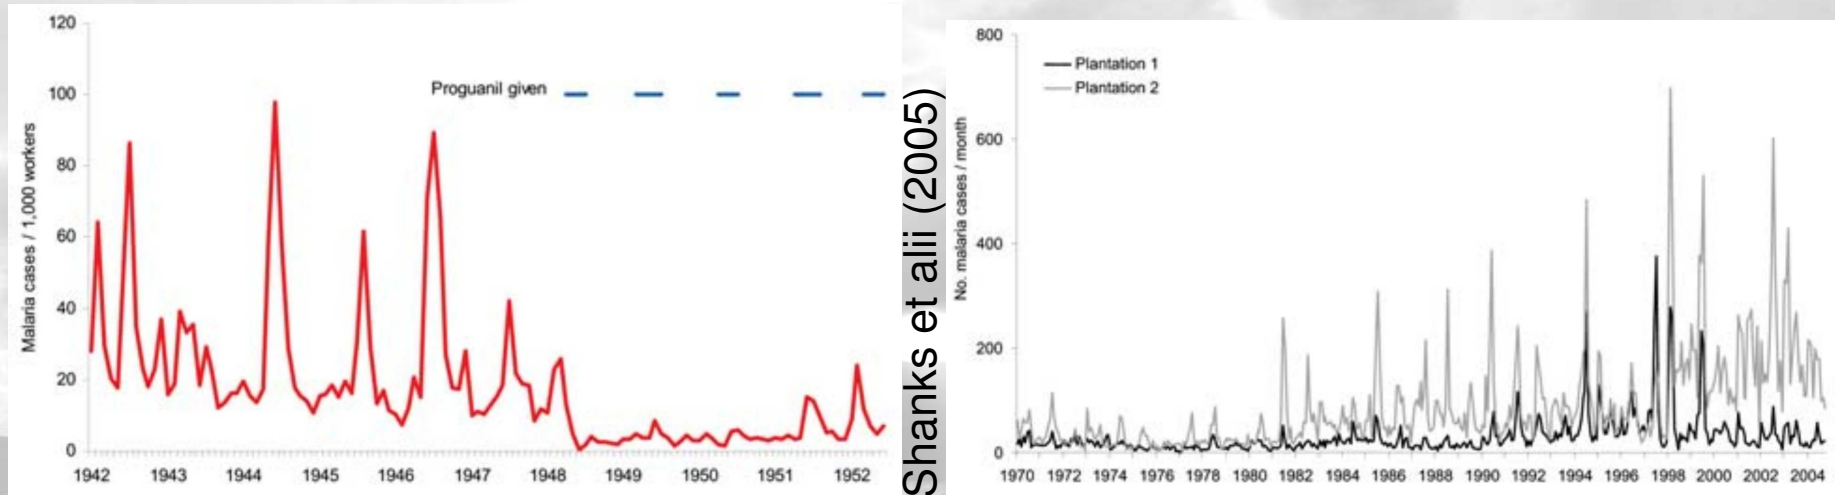 120
100
80
60
40
20
0
Malaria cases / 1,000 workers
Proguanil given
1942 1943 1944 1945 1946 1947 1948 1949 1950 1951 1952
Shanks et alii (2005)
800
600
400
200
0
No. malaria cases / month
Plantation 1
Plantation 2
1970 1972 1974 1976 1978 1980 1982 1984 1986 1988 1990 1992 1994 1996 1998 2000 2002 2004